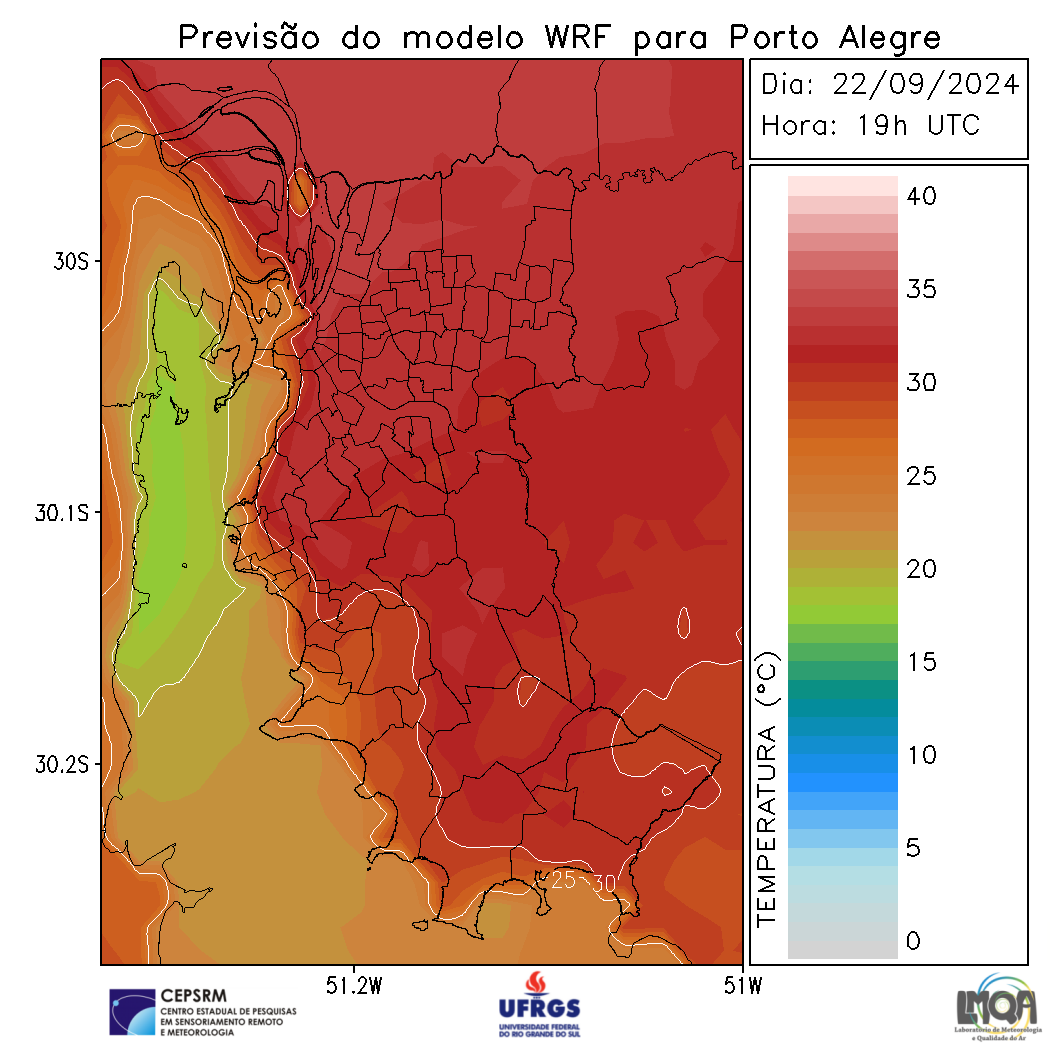 Previsão do modelo WRF para Porto Alegre
Dia: 22/09/2024
Hora: 19h UTC
30S
30.1S
30.2S
51.2W
51W
25
30
TEMPERATURA (°C)
40
35
30
25
20
15
10
5
0
CEPSRM
CENTRO ESTADUAL DE PESQUISAS
EM SENSORIAMENTO REMOTO
E METEOROLOGIA
UFRGS
UNIVERSIDADE FEDERAL
DO RIO GRANDE DO SUL
LMQA
Laboratório de Meteorologia
e Qualidade do Ar